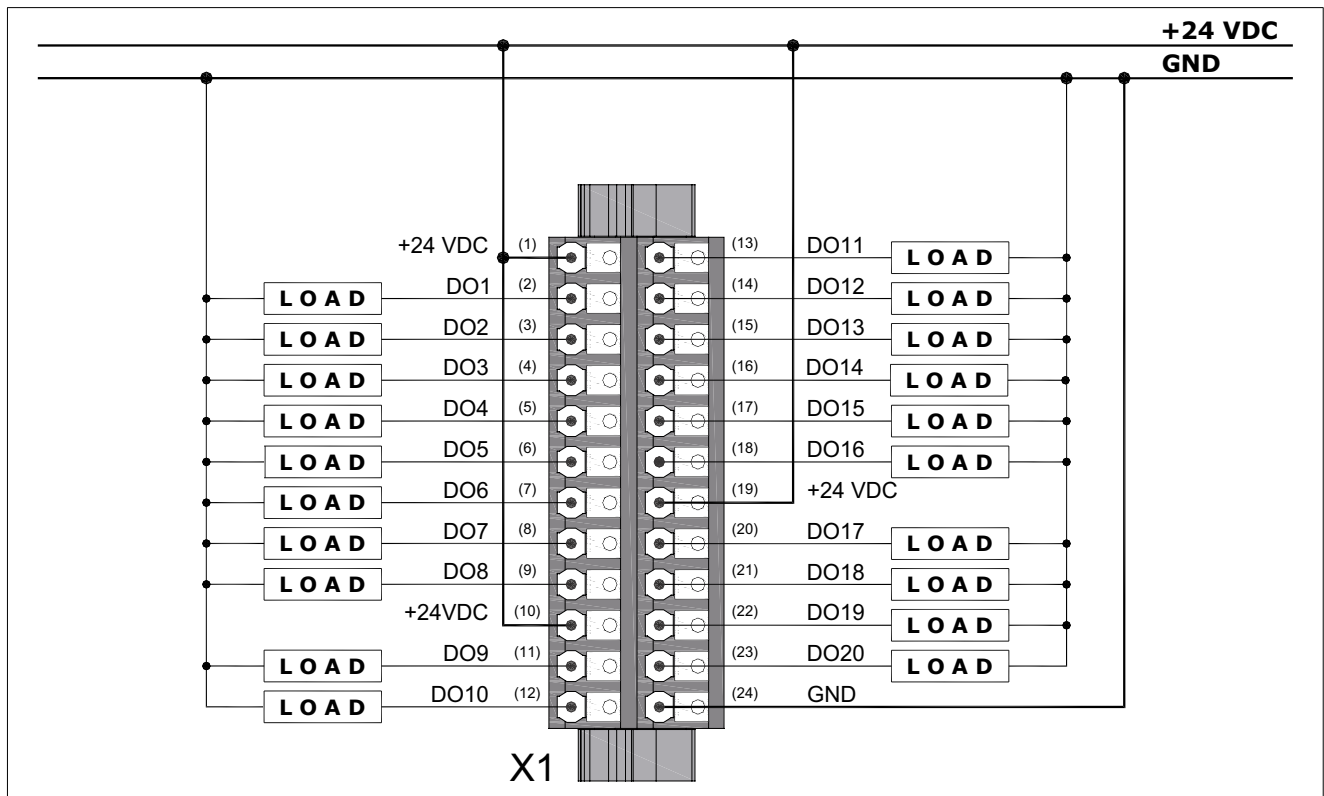 +24 VDC
GND
+24 VDC (1) (13) DO11 LOAD
LOAD DO1 (2) (14) DO12 LOAD
LOAD DO2 (3) (15) DO13 LOAD
LOAD DO3 (4) (16) DO14 LOAD
LOAD DO4 (5) (17) DO15 LOAD
LOAD DO5 (6) (18) DO16 LOAD
LOAD DO6 (7) (19) +24 VDC
LOAD DO7 (8) (20) DO17 LOAD
LOAD DO8 (9) (21) DO18 LOAD
+24VDC (10) (22) DO19 LOAD
LOAD DO9 (11) (23) DO20 LOAD
LOAD DO10 (12) (24) GND
X1